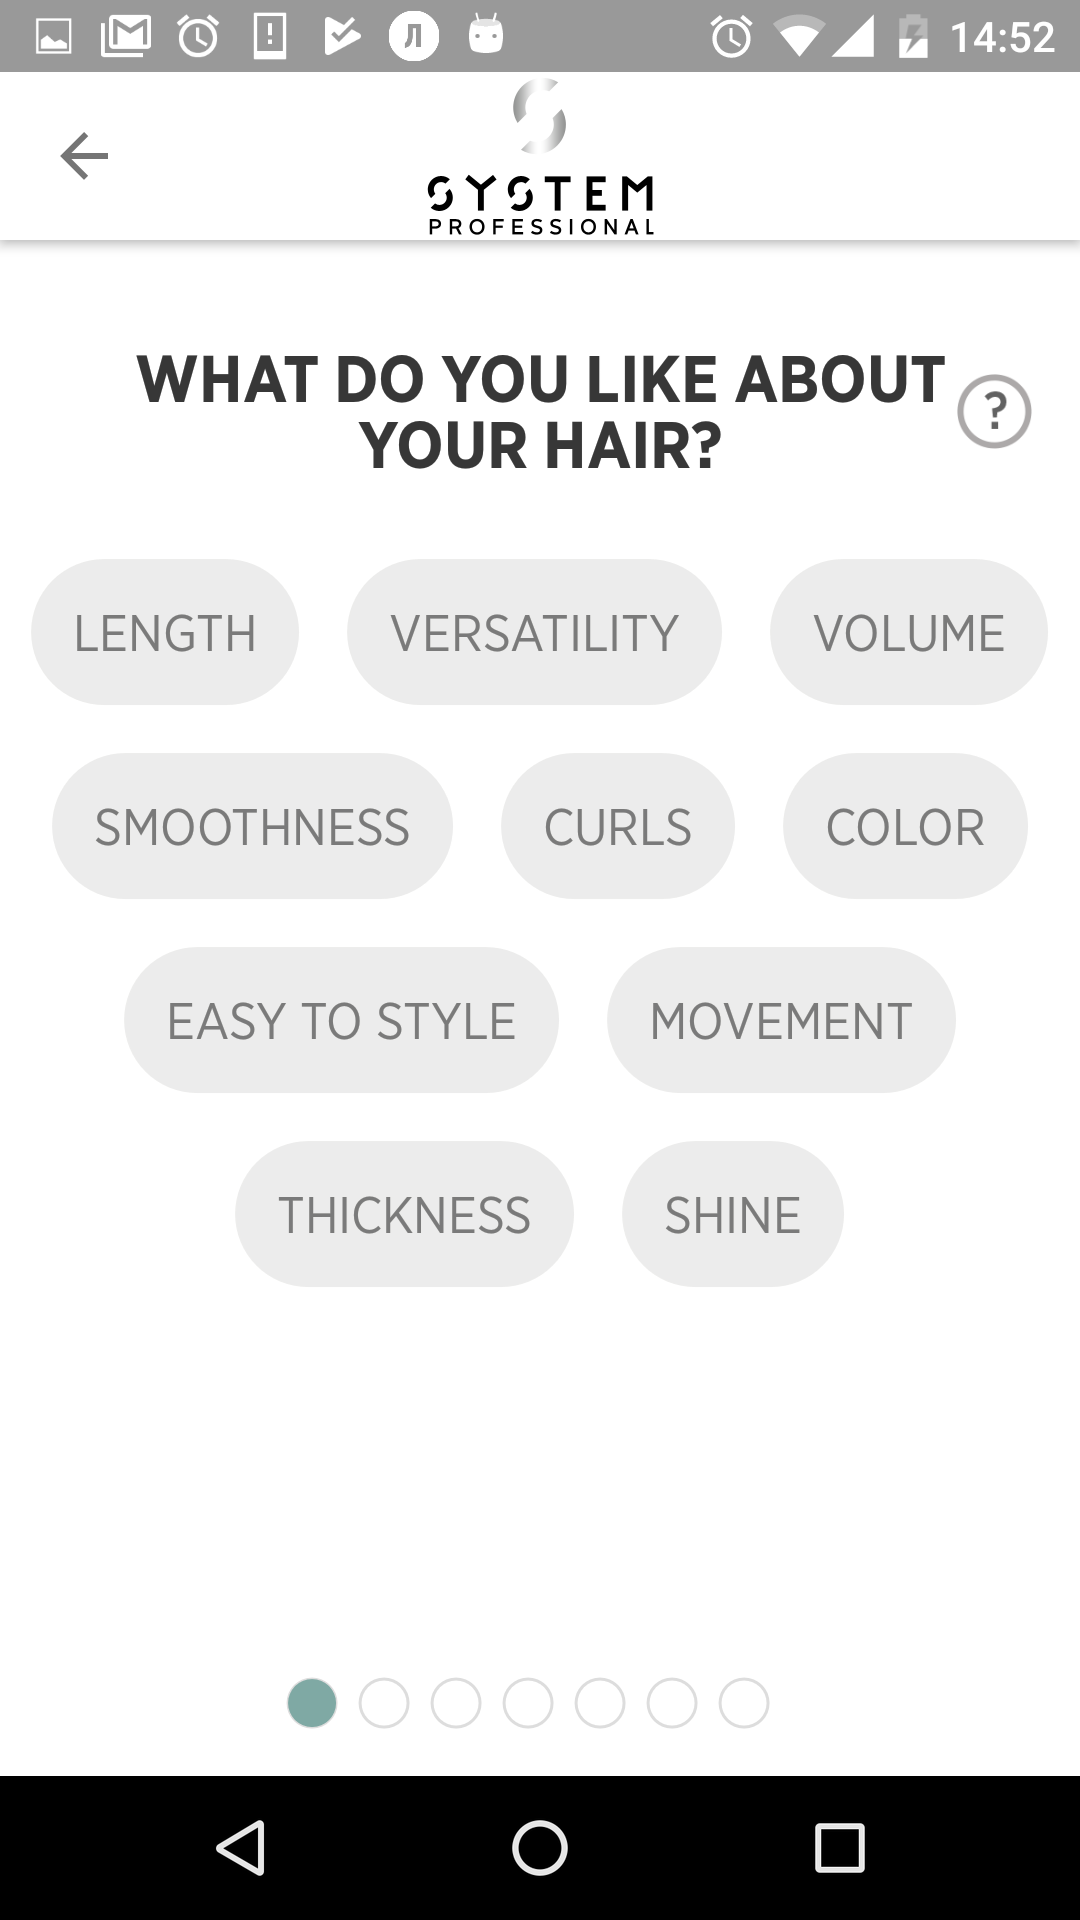 14:52
SYSTEM
PROFESSIONAL
WHAT DO YOU LIKE ABOUT
YOUR HAIR?
?
LENGTH VERSATILITY VOLUME
SMOOTHNESS CURLS COLOR
EASY TO STYLE MOVEMENT
THICKNESS SHINE